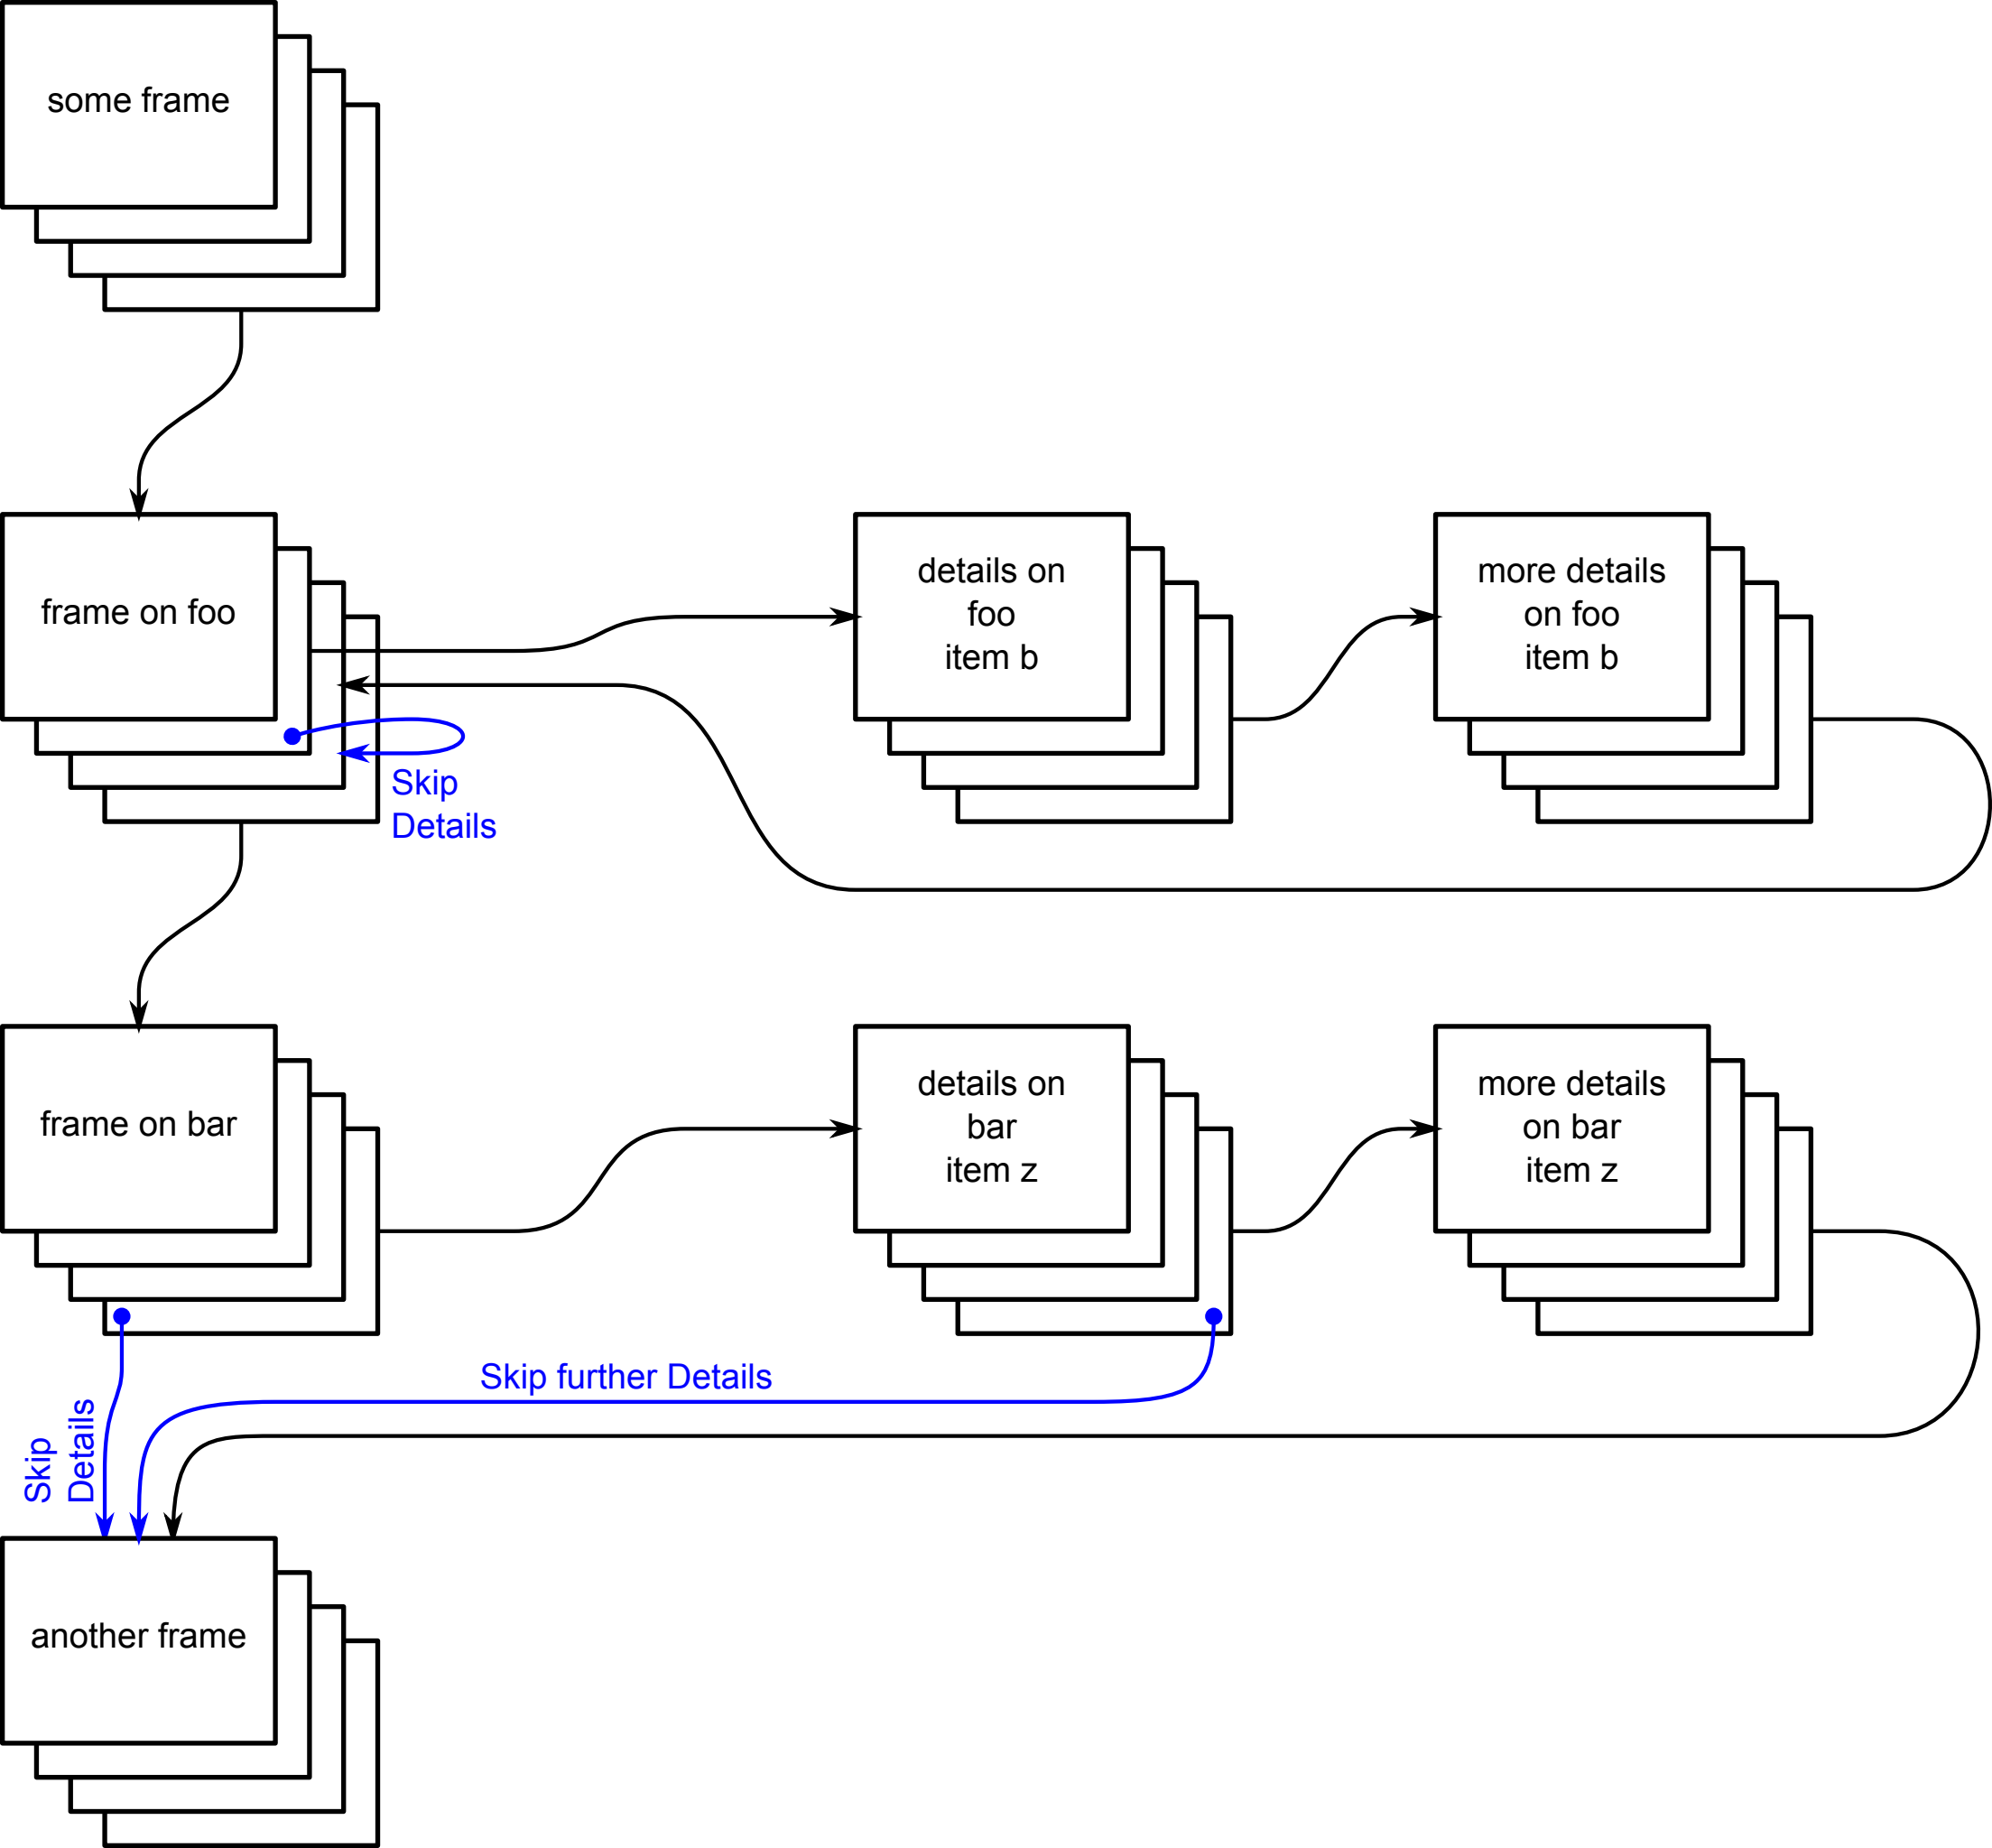 some frame
frame on foo
details on
foo
item b
more details
on foo
item b
Skip
Details
frame on bar
details on
bar
item z
more details
on bar
item z
Skip further Details
Skip
Details
another frame